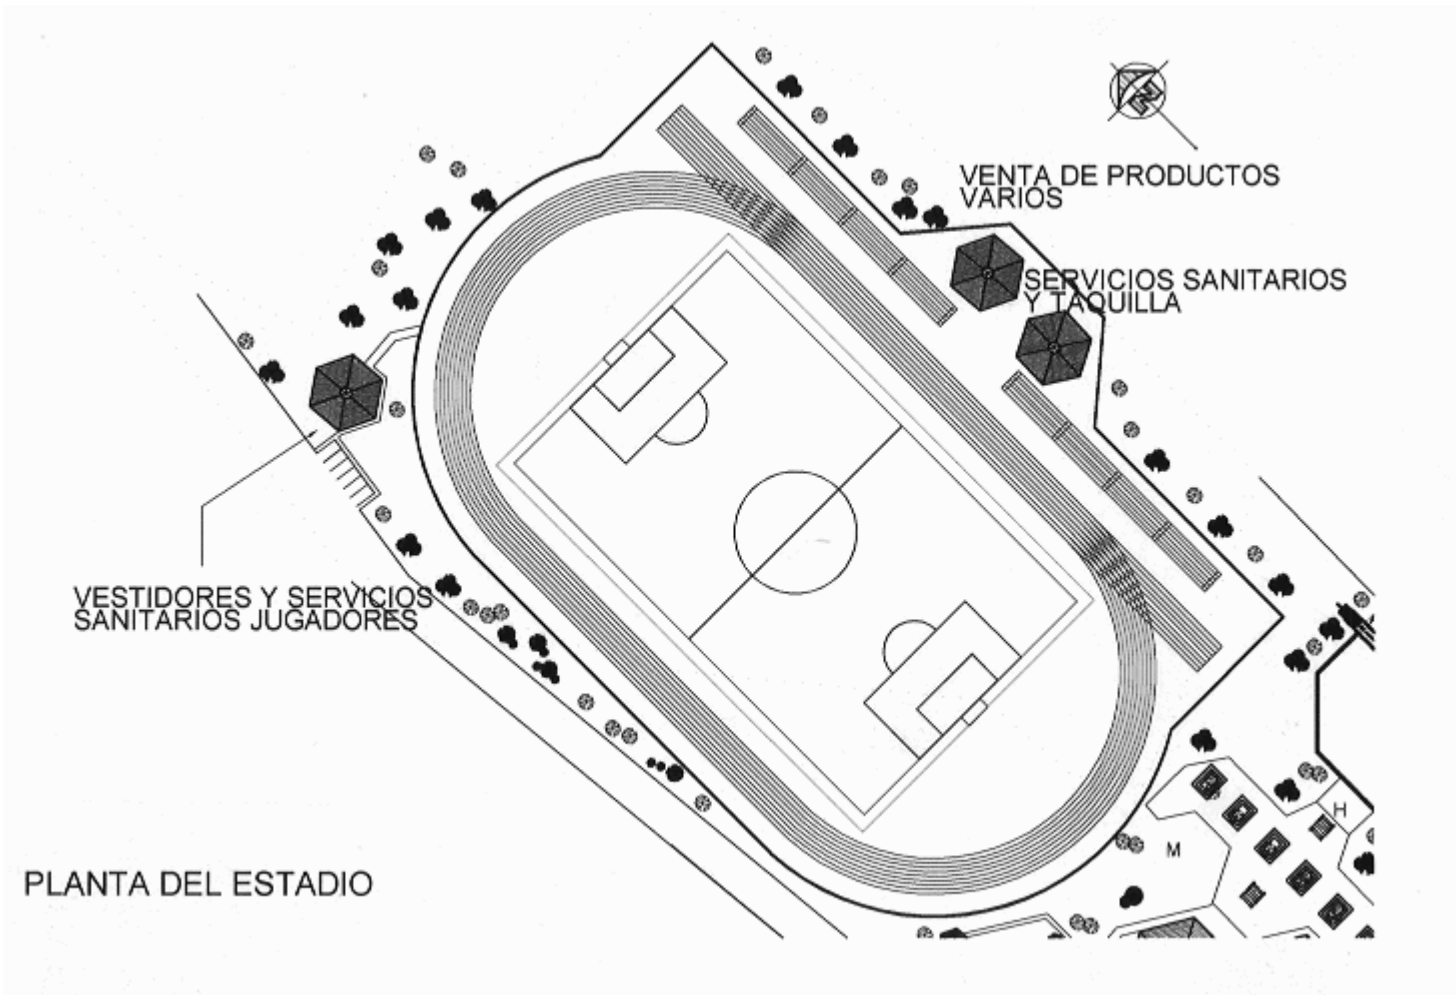 VENTA DE PRODUCTOS
VARIOS
SERVICIOS SANITARIOS
Y TAQUILLA
VESTIDORES Y SERVICIOS
SANITARIOS JUGADORES
PLANTA DEL ESTADIO
H
M
N